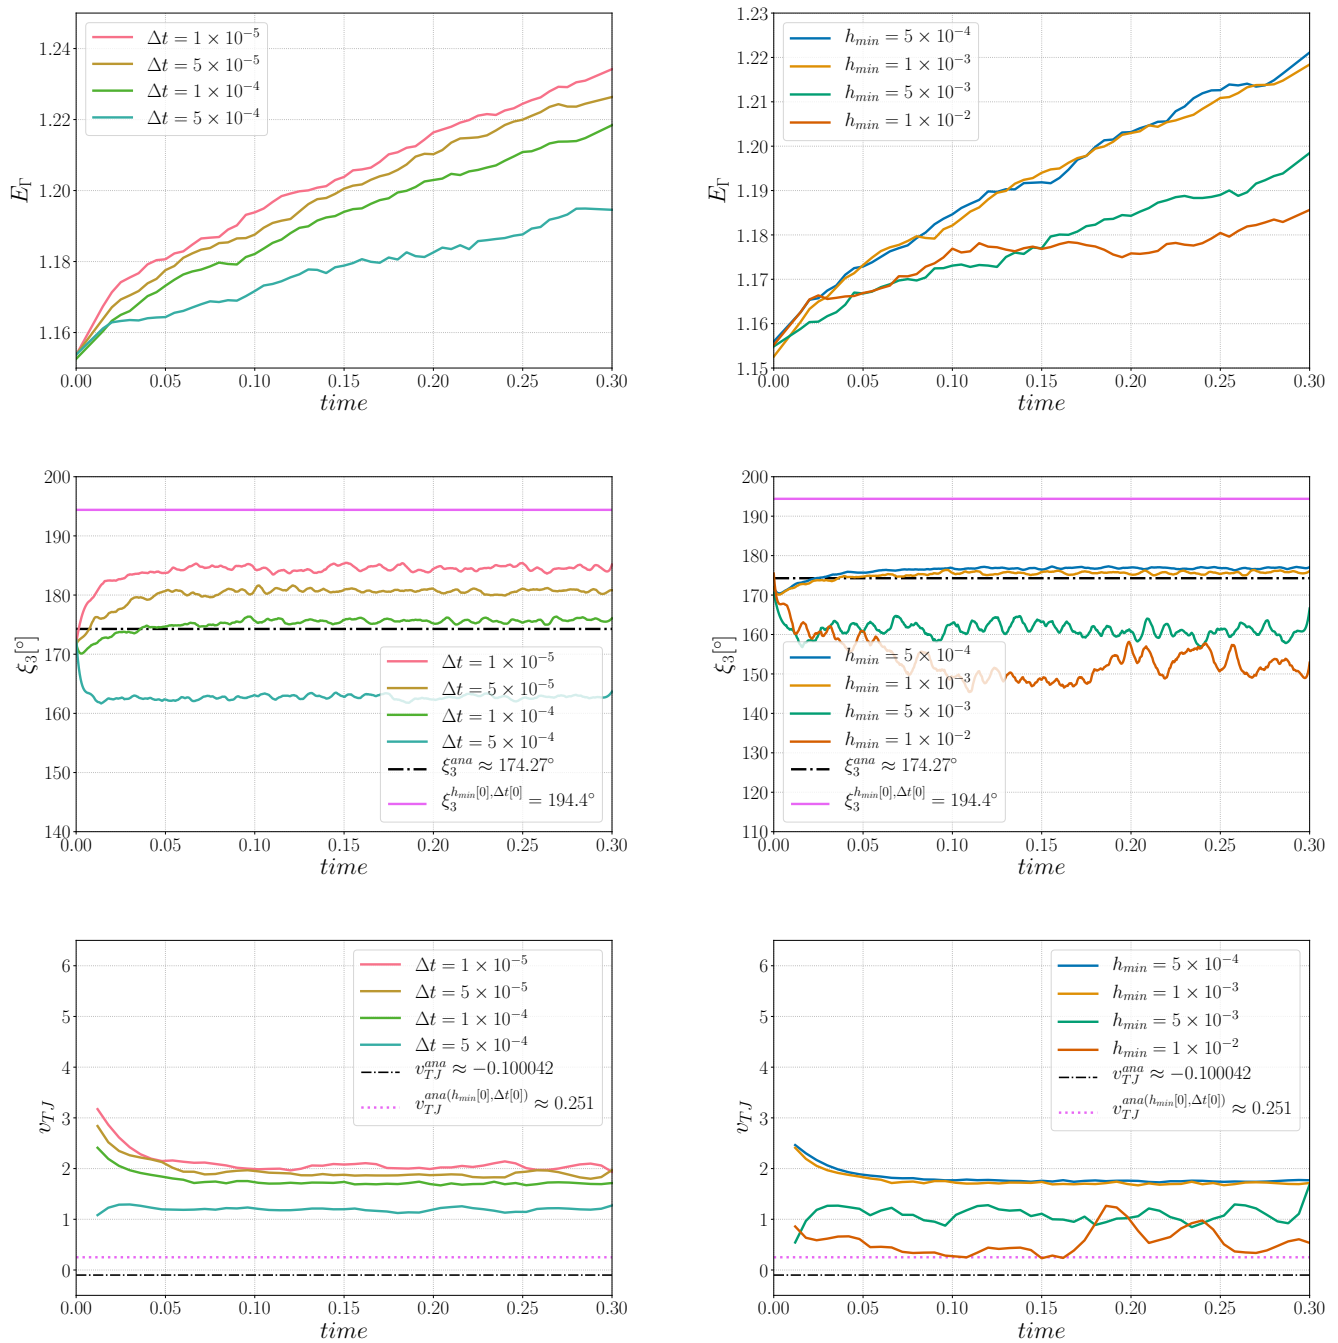 E_Γ
1.24
1.22
1.20
1.18
1.16
Δt = 1 × 10⁻⁵
Δt = 5 × 10⁻⁵
Δt = 1 × 10⁻⁴
Δt = 5 × 10⁻⁴
0.00 0.05 0.10 0.15 0.20 0.25 0.30
time
E_Γ
1.23
1.22
1.21
1.20
1.19
1.18
1.17
1.16
1.15
h_min = 5 × 10⁻⁴
h_min = 1 × 10⁻³
h_min = 5 × 10⁻³
h_min = 1 × 10⁻²
0.00 0.05 0.10 0.15 0.20 0.25 0.30
time
ξ₃[°]
200
190
180
170
160
150
140
Δt = 1 × 10⁻⁵
Δt = 5 × 10⁻⁵
Δt = 1 × 10⁻⁴
Δt = 5 × 10⁻⁴
ξ₃^{ana} ≈ 174.27°
ξ₃^{h_min[0],Δt[0]} = 194.4°
0.00 0.05 0.10 0.15 0.20 0.25 0.30
time
ξ₃[°]
200
190
180
170
160
150
140
130
120
110
h_min = 5 × 10⁻⁴
h_min = 1 × 10⁻³
h_min = 5 × 10⁻³
h_min = 1 × 10⁻²
ξ₃^{ana} ≈ 174.27°
ξ₃^{h_min[0],Δt[0]} = 194.4°
0.00 0.05 0.10 0.15 0.20 0.25 0.30
time
v_TJ
6
5
4
3
2
1
0
Δt = 1 × 10⁻⁵
Δt = 5 × 10⁻⁵
Δt = 1 × 10⁻⁴
Δt = 5 × 10⁻⁴
v_TJ^{ana} ≈ −0.100042
v_TJ^{ana(h_min[0],Δt[0])} ≈ 0.251
0.00 0.05 0.10 0.15 0.20 0.25 0.30
time
v_TJ
6
5
4
3
2
1
0
h_min = 5 × 10⁻⁴
h_min = 1 × 10⁻³
h_min = 5 × 10⁻³
h_min = 1 × 10⁻²
v_TJ^{ana} ≈ −0.100042
v_TJ^{ana(h_min[0],Δt[0])} ≈ 0.251
0.00 0.05 0.10 0.15 0.20 0.25 0.30
time